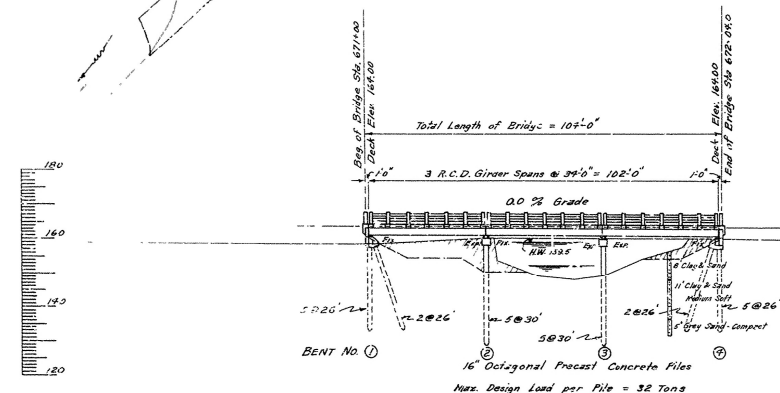 Beg. of Bridge Sta. 671+00
Deck Elev. 164.00
Deck Elev. 164.00
End of Bridge Sta. 672+04.0
Total Length of Bridge = 104'-0"
1'-0"
3 R.C.D. Girder Spans @ 34'-0" = 102'-0"
1'-0"
0.0 % Grade
180
160
140
120
Fix.
Exp.
Fix.
H.W. 159.5
Exp.
Fix.
8' Clay & Sand
11' Clay & Sand
Medium Soft
5' Grey Sand - Compact
5@26'
2@26'
5@30'
5@30'
2@26'
5@26'
BENT NO. 1
2
3
4
16" Octagonal Precast Concrete Piles
Max. Design Load per Pile = 32 Tons